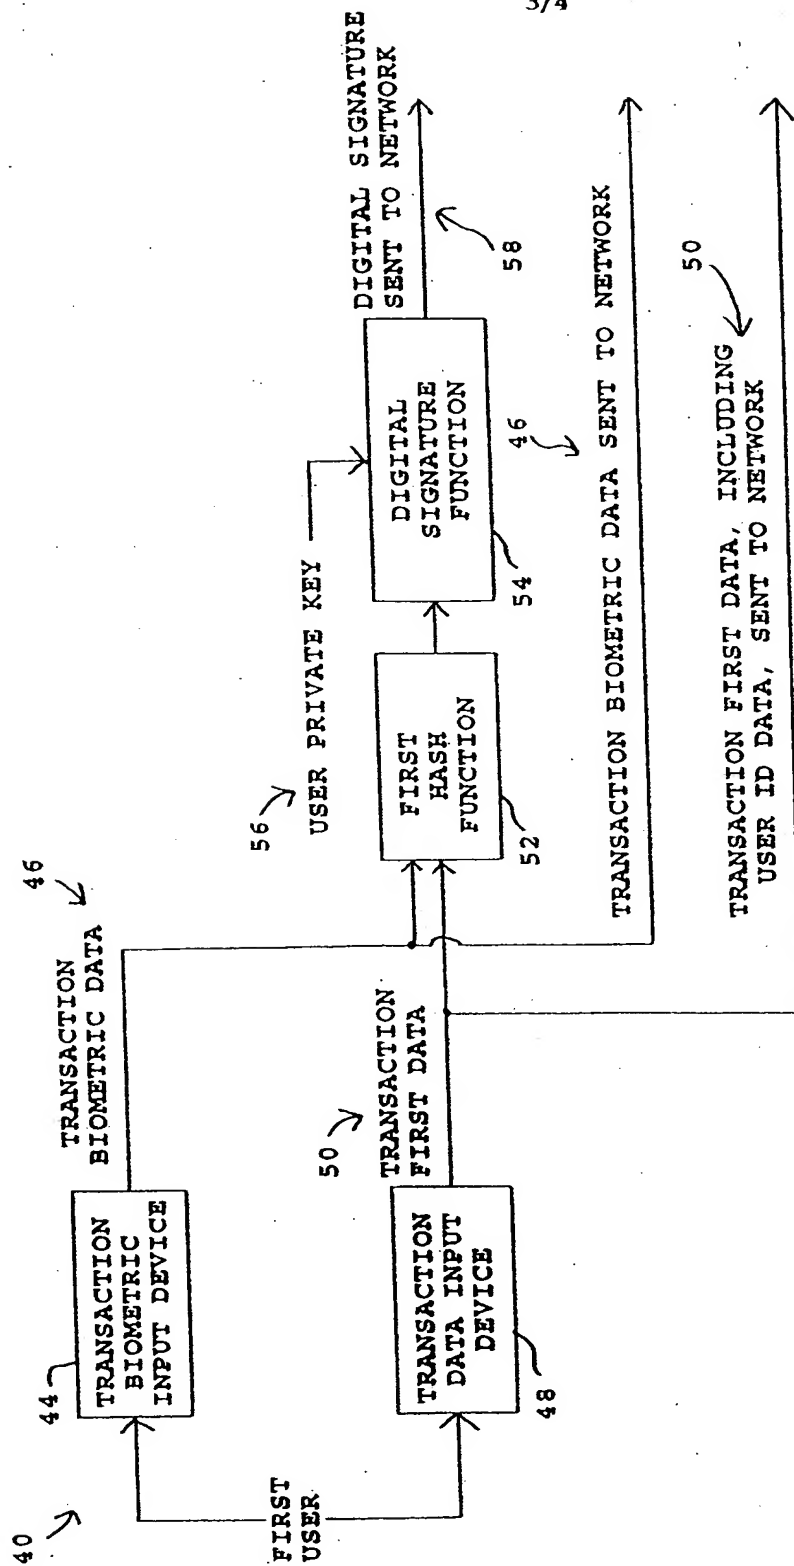 3/4
40
FIRST
USER
44
TRANSACTION
BIOMETRIC
INPUT DEVICE
TRANSACTION
BIOMETRIC DATA
46
48
TRANSACTION
DATA INPUT
DEVICE
50
TRANSACTION
FIRST DATA
56
USER PRIVATE KEY
FIRST
HASH
FUNCTION
52
DIGITAL
SIGNATURE
FUNCTION
54
DIGITAL SIGNATURE
SENT TO NETWORK
58
46
TRANSACTION BIOMETRIC DATA SENT TO NETWORK
50
TRANSACTION FIRST DATA, INCLUDING
USER ID DATA, SENT TO NETWORK